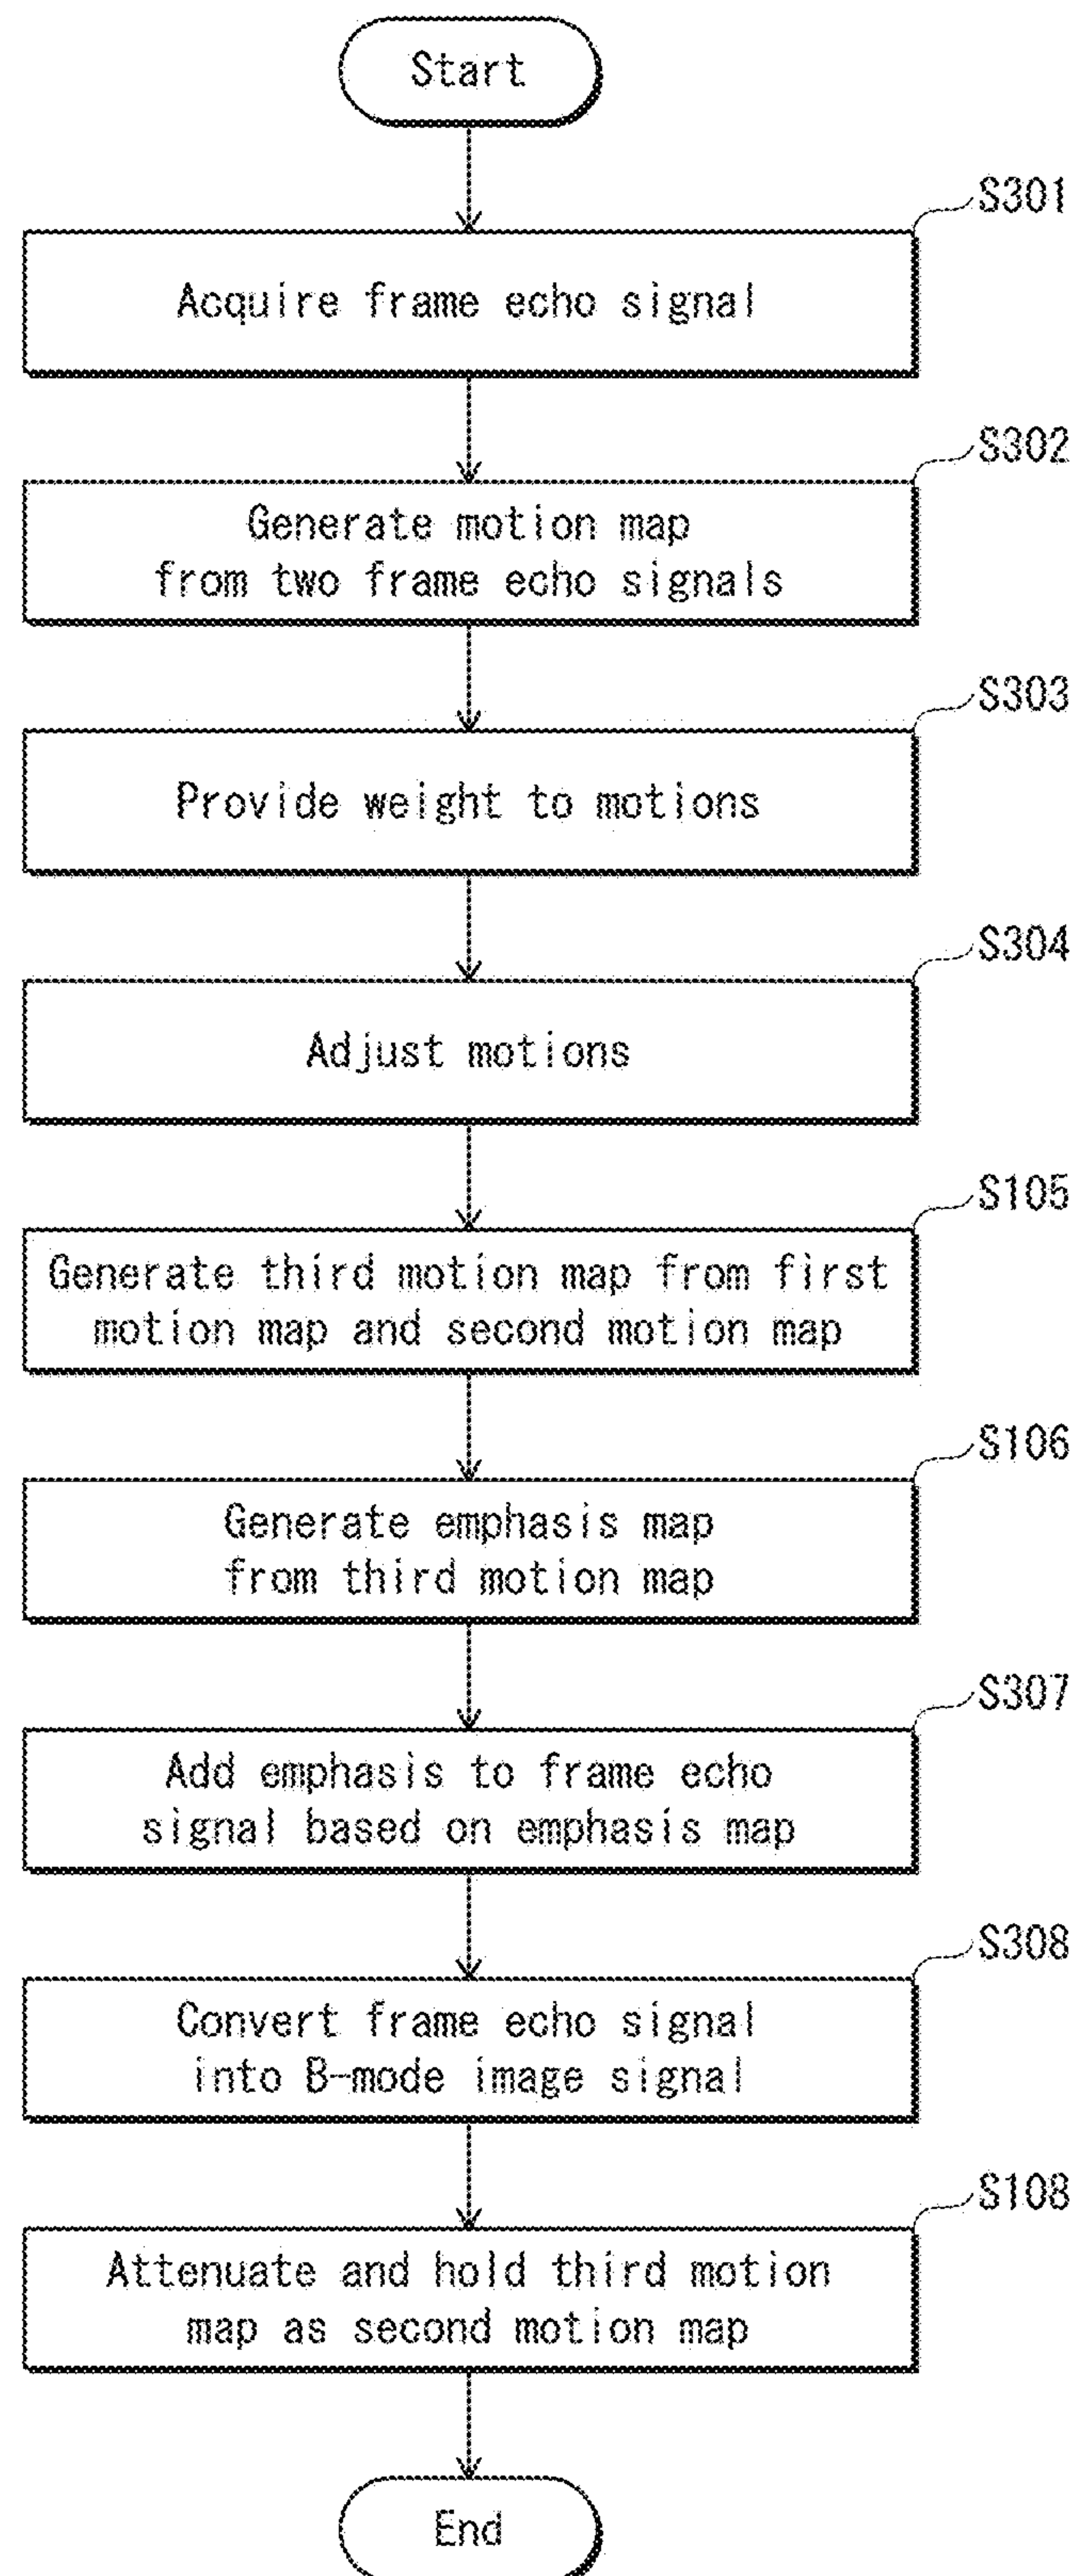 Start
S301
Acquire frame echo signal
S302
Generate motion map
from two frame echo signals
S303
Provide weight to motions
S304
Adjust motions
S105
Generate third motion map from first
motion map and second motion map
S106
Generate emphasis map
from third motion map
S307
Add emphasis to frame echo
signal based on emphasis map
S308
Convert frame echo signal
into B-mode image signal
S108
Attenuate and hold third motion
map as second motion map
End